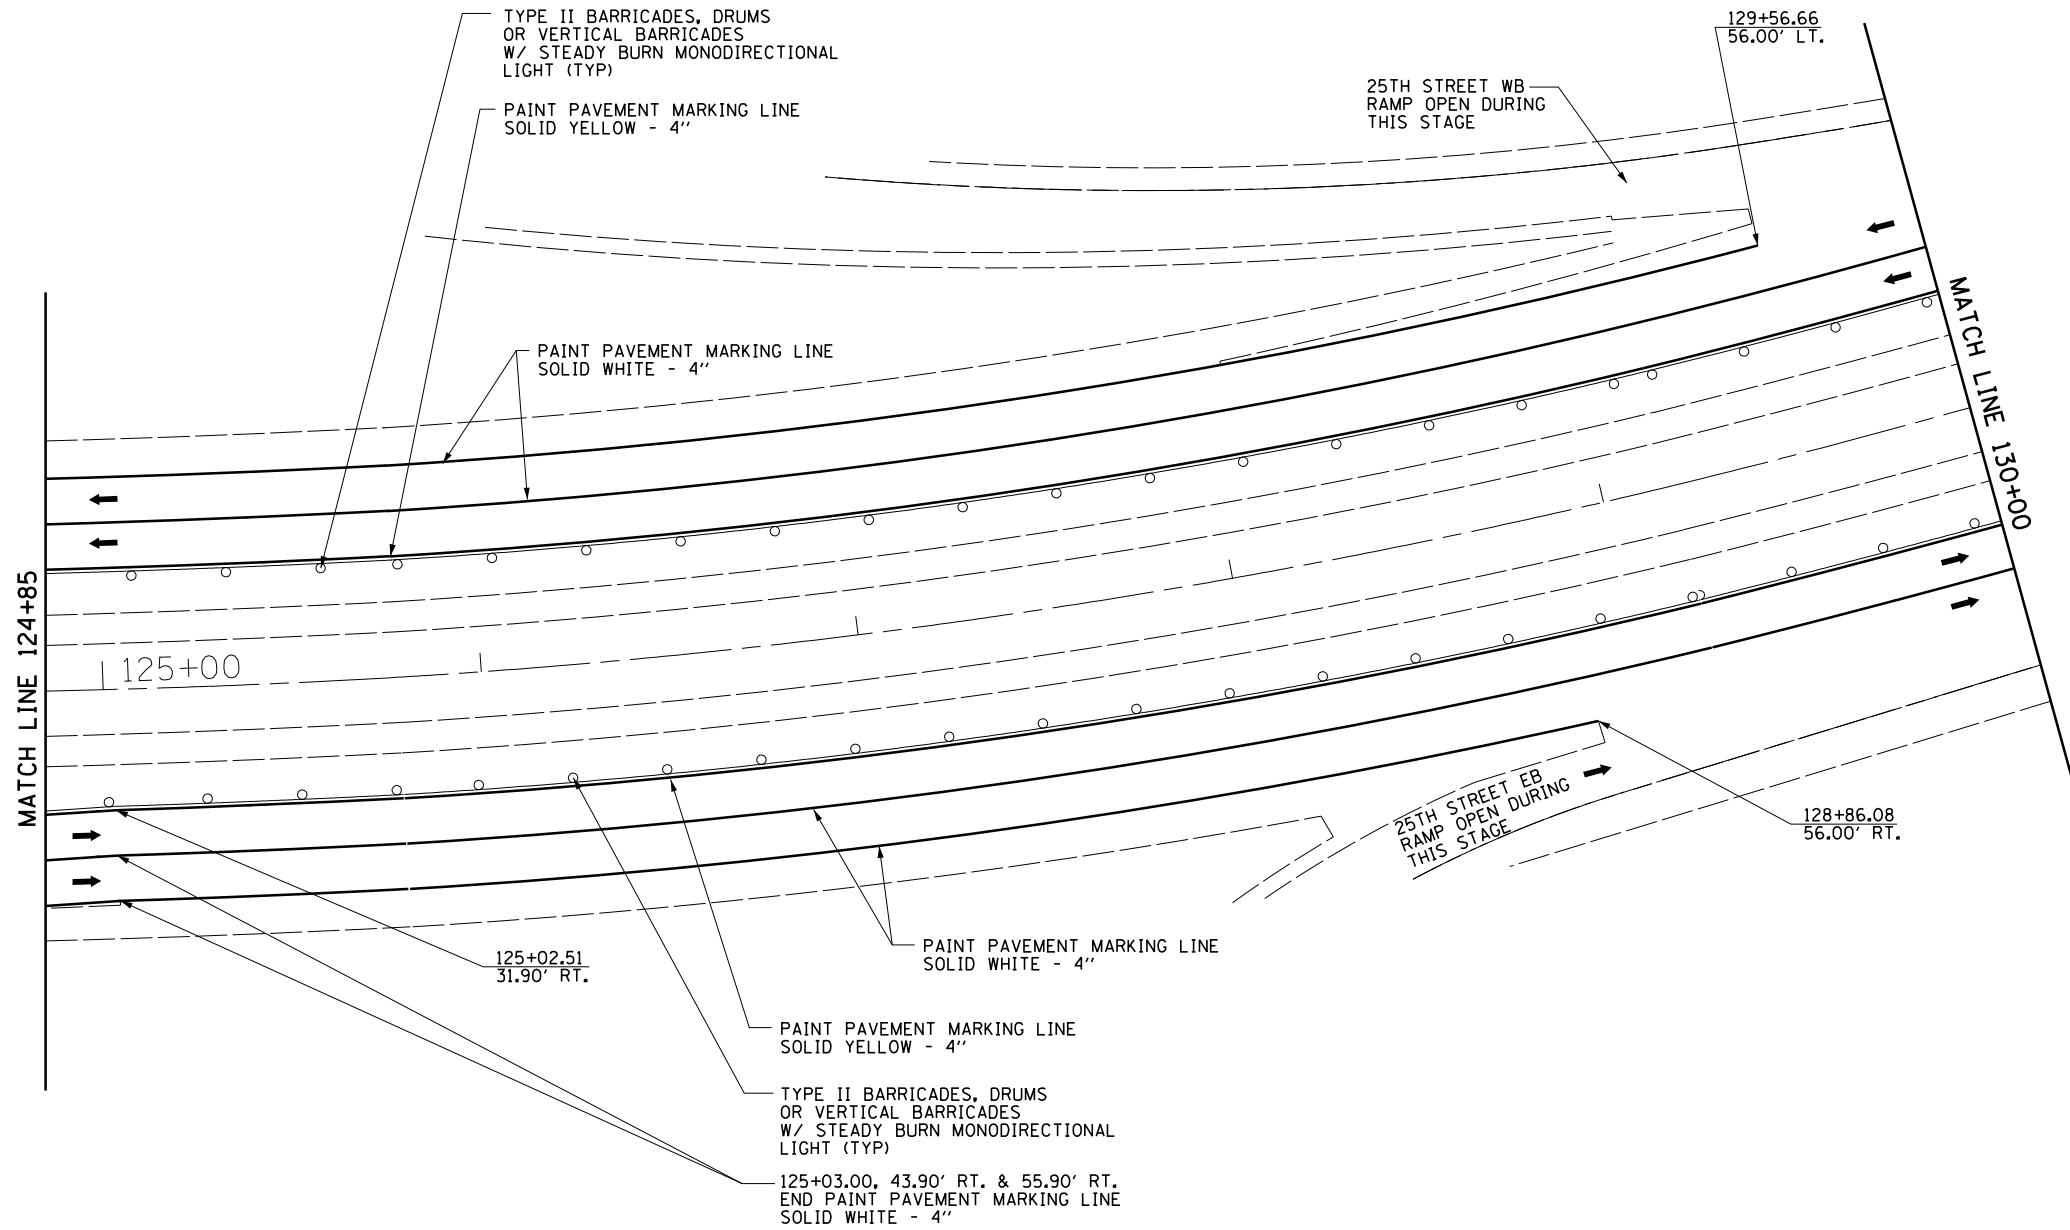 TYPE II BARRICADES, DRUMS
OR VERTICAL BARRICADES
W/ STEADY BURN MONODIRECTIONAL
LIGHT (TYP)
129+56.66
56.00' LT.
25TH STREET WB
RAMP OPEN DURING
THIS STAGE
PAINT PAVEMENT MARKING LINE
SOLID YELLOW - 4''
PAINT PAVEMENT MARKING LINE
SOLID WHITE - 4''
MATCH LINE 130+00
MATCH LINE 124+85
125+00
25TH STREET EB
RAMP OPEN DURING
THIS STAGE
128+86.08
56.00' RT.
125+02.51
31.90' RT.
PAINT PAVEMENT MARKING LINE
SOLID WHITE - 4''
PAINT PAVEMENT MARKING LINE
SOLID YELLOW - 4''
TYPE II BARRICADES, DRUMS
OR VERTICAL BARRICADES
W/ STEADY BURN MONODIRECTIONAL
LIGHT (TYP)
125+03.00, 43.90' RT. & 55.90' RT.
END PAINT PAVEMENT MARKING LINE
SOLID WHITE - 4''